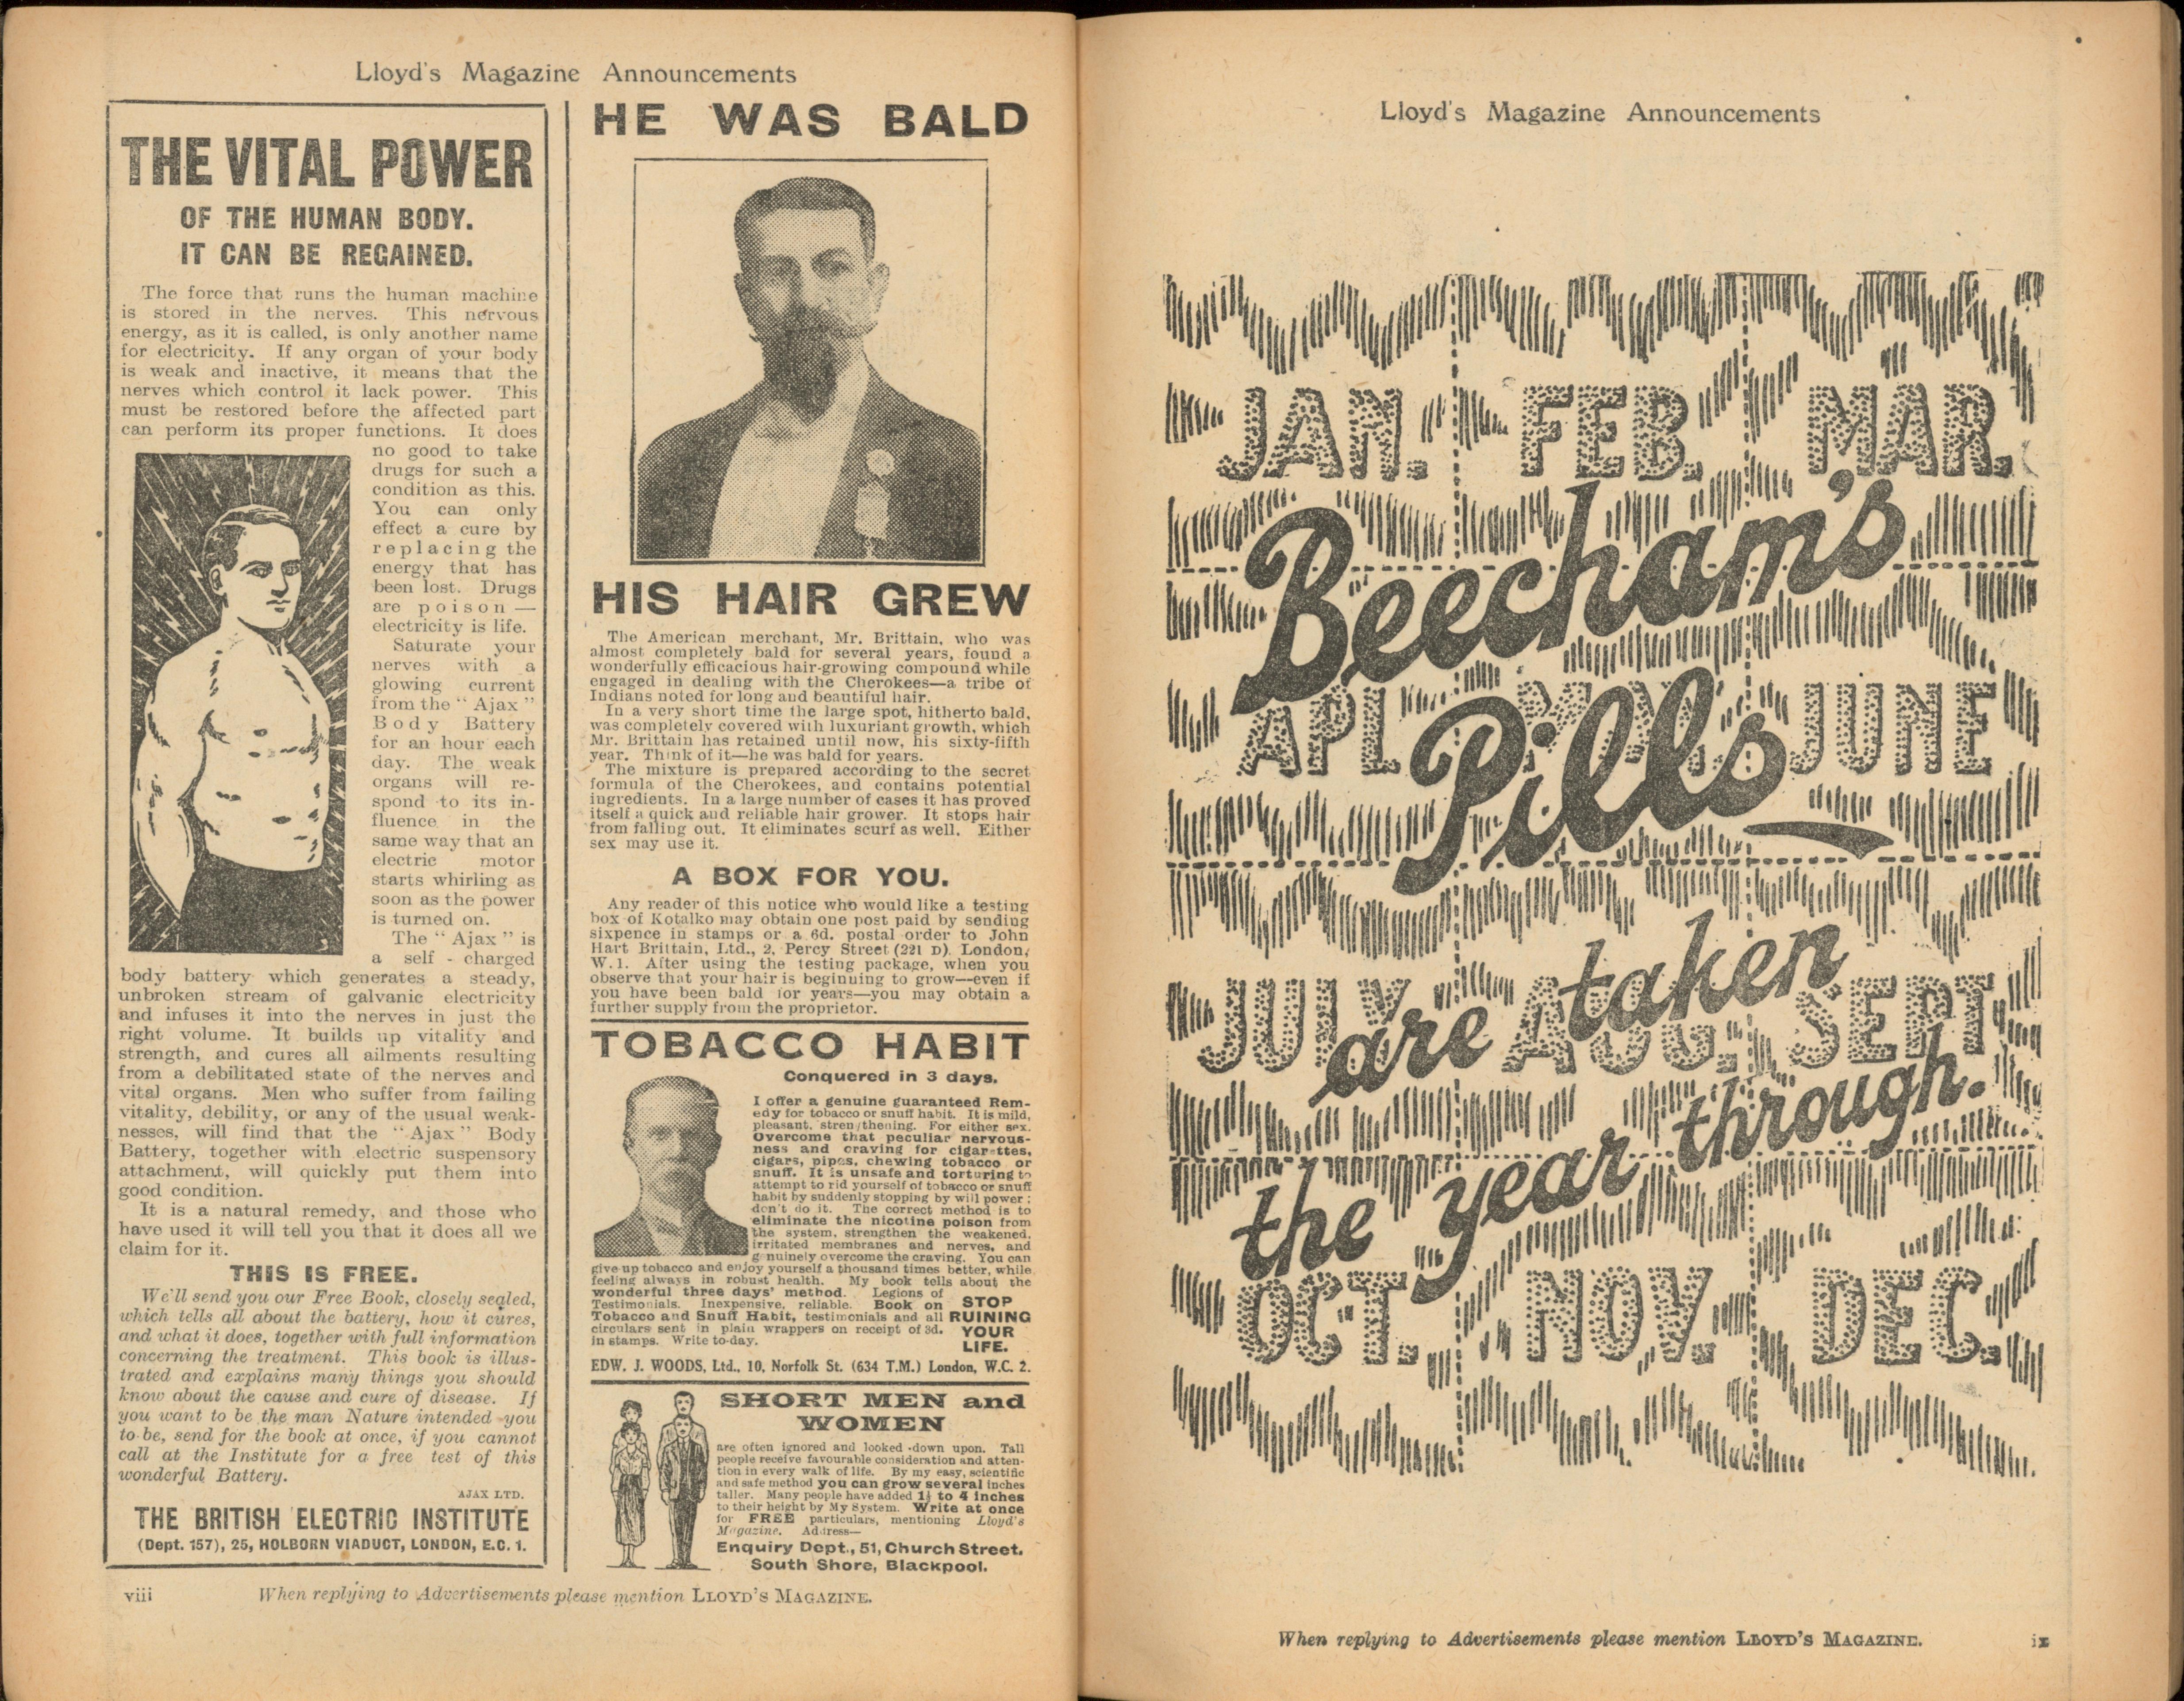 Lloyd's Magazine Announcements
THE VITAL POWER
OF THE HUMAN BODY.
IT CAN BE REGAINED.
The force that runs the human machine
is stored in the nerves. This nervous
energy, as it is called, is only another name
for electricity. If any organ of your body
is weak and inactive, it means that the
nerves which control it lack power. This
must be restored before the affected part
can perform its proper functions. It does
no good to take
drugs for such a
condition as this.
You can only
effect a cure by
replacing the
energy that has
been lost. Drugs
are poison—
electricity is life.
Saturate your
nerves with a
glowing current
from the "Ajax"
Body Battery
for an hour each
day. The weak
organs will re-
spond to its in-
fluence in the
same way that an
electric motor
starts whirling as
soon as the power
is turned on.
The "Ajax" is
a self-charged
body battery which generates a steady,
unbroken stream of galvanic electricity
and infuses it into the nerves in just the
right volume. It builds up vitality and
strength, and cures all ailments resulting
from a debilitated state of the nerves and
vital organs. Men who suffer from failing
vitality, debility, or any of the usual weak-
nesses, will find that the "Ajax" Body
Battery, together with electric suspensory
attachment, will quickly put them into
good condition.
It is a natural remedy, and those who
have used it will tell you that it does all we
claim for it.
THIS IS FREE.
We'll send you our Free Book, closely sealed,
which tells all about the battery, how it cures,
and what it does, together with full information
concerning the treatment. This book is illus-
trated and explains many things you should
know about the cause and cure of disease. If
you want to be the man Nature intended you
to be, send for the book at once, if you cannot
call at the Institute for a free test of this
wonderful Battery.
AJAX LTD.
THE BRITISH ELECTRIC INSTITUTE
(Dept. 157), 25, HOLBORN VIADUCT, LONDON, E.C. 1.
HE WAS BALD
HIS HAIR GREW
The American merchant, Mr. Brittain, who was
almost completely bald for several years, found a
wonderfully efficacious hair-growing compound while
engaged in dealing with the Cherokees—a tribe of
Indians noted for long and beautiful hair.
In a very short time the large spot, hitherto bald,
was completely covered with luxuriant growth, which
Mr. Brittain has retained until now, his sixty-fifth
year. Think of it—he was bald for years.
The mixture is prepared according to the secret
formula of the Cherokees, and contains potential
ingredients. In a large number of cases it has proved
itself a quick and reliable hair grower. It stops hair
from falling out. It eliminates scurf as well. Either
sex may use it.
A BOX FOR YOU.
Any reader of this notice who would like a testing
box of Kotalko may obtain one post paid by sending
sixpence in stamps or a 6d. postal order to John
Hart Brittain, Ltd., 2, Percy Street (221 D). London,
W.1. After using the testing package, when you
observe that your hair is beginning to grow—even if
you have been bald for years—you may obtain a
further supply from the proprietor.
TOBACCO HABIT
Conquered in 3 days.
I offer a genuine guaranteed Rem-
edy for tobacco or snuff habit. It is mild,
pleasant, strengthening. For either sex.
Overcome that peculiar nervous-
ness and craving for cigarettes,
cigars, pipes, chewing tobacco or
snuff. It is unsafe and torturing to
attempt to rid yourself of tobacco or snuff
habit by suddenly stopping by will power;
don't do it. The correct method is to
eliminate the nicotine poison from
the system, strengthen the weakened,
irritated membranes and nerves, and
genuinely overcome the craving. You can
give up tobacco and enjoy yourself a thousand times better, while
feeling always in robust health. My book tells about the
wonderful three days' method. Legions of
Testimonials. Inexpensive, reliable. Book on
Tobacco and Snuff Habit, testimonials and all
circulars sent in plain wrappers on receipt of 3d.
in stamps. Write to-day.
STOP
RUINING
YOUR
LIFE.
EDW. J. WOODS, Ltd., 10, Norfolk St. (634 T.M.) London, W.C. 2.
SHORT MEN and
WOMEN
are often ignored and looked down upon. Tall
people receive favourable consideration and atten-
tion in every walk of life. By my easy, scientific
and safe method you can grow several inches
taller. Many people have added 1½ to 4 inches
to their height by My System. Write at once
for FREE particulars, mentioning Lloyd's
Magazine. Address—
Enquiry Dept., 51, Church Street,
South Shore, Blackpool.
viii
When replying to Advertisements please mention LLOYD'S MAGAZINE.
Lloyd's Magazine Announcements
JAN. FEB. MAR.
Beecham's
APL. MAY JUNE
Pills
are taken
JULY AUG. SEPT.
the year through.
OCT. NOV. DEC.
When replying to Advertisements please mention LLOYD'S MAGAZINE.
ix